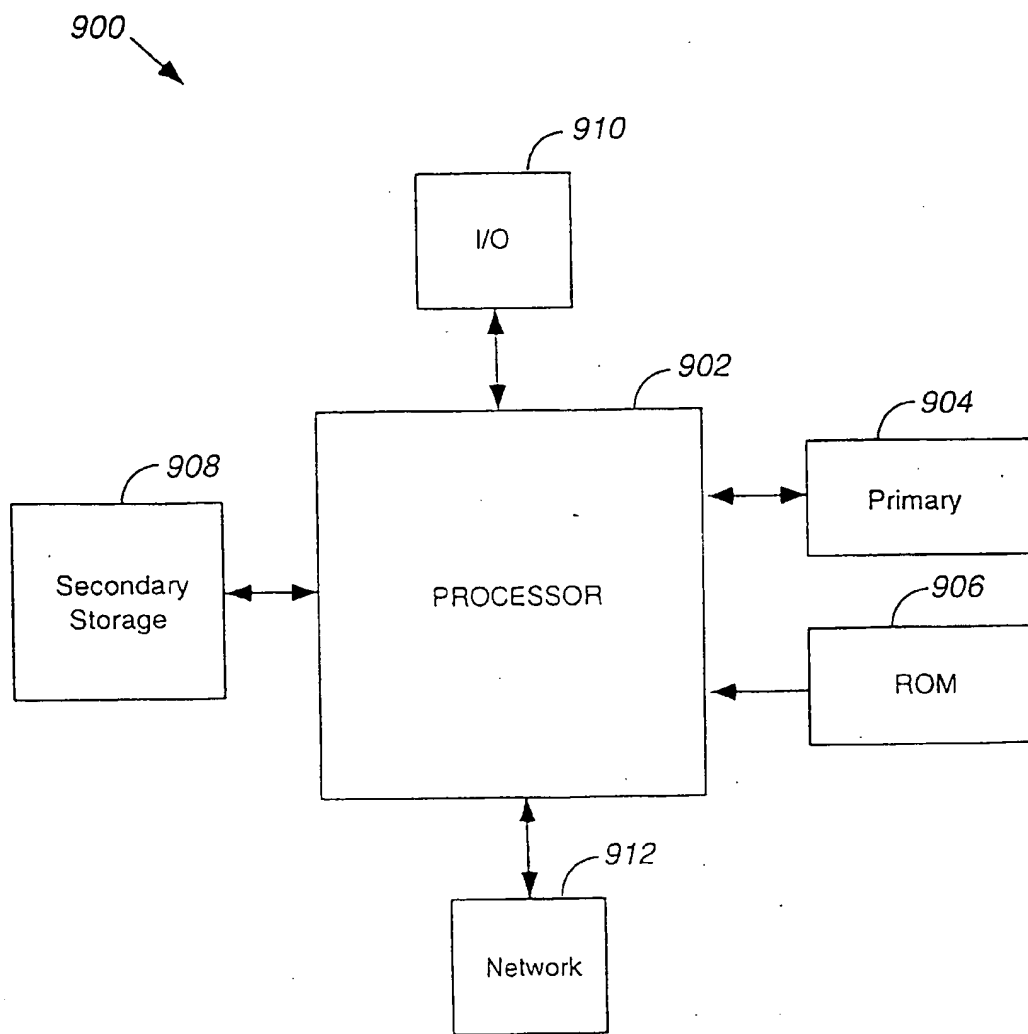 900
910
I/O
902
904
908
Primary
Secondary
Storage
PROCESSOR
906
ROM
912
Network